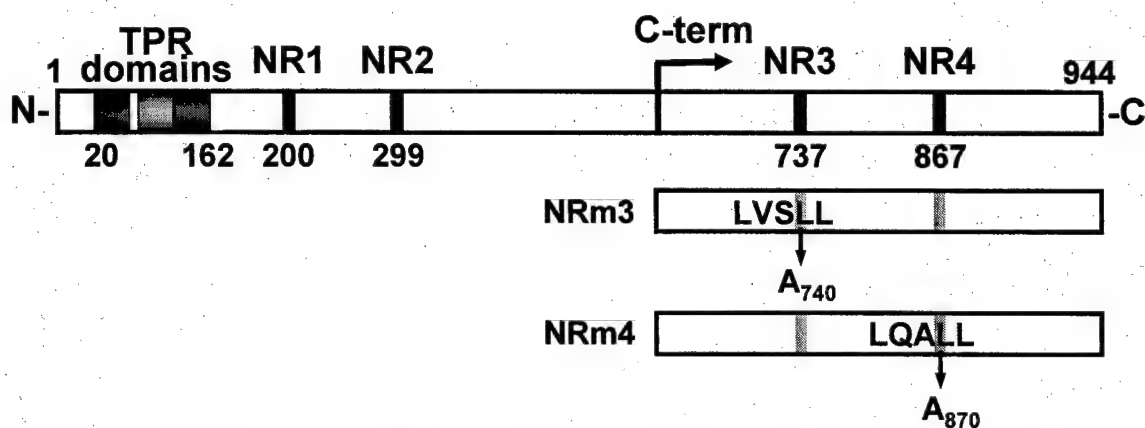 TPR
1 domains NR1 NR2 C-term NR3 NR4 944
N- -C
20 162 200 299 737 867
NRm3 LVSLL
A740
NRm4 LQALL
A870